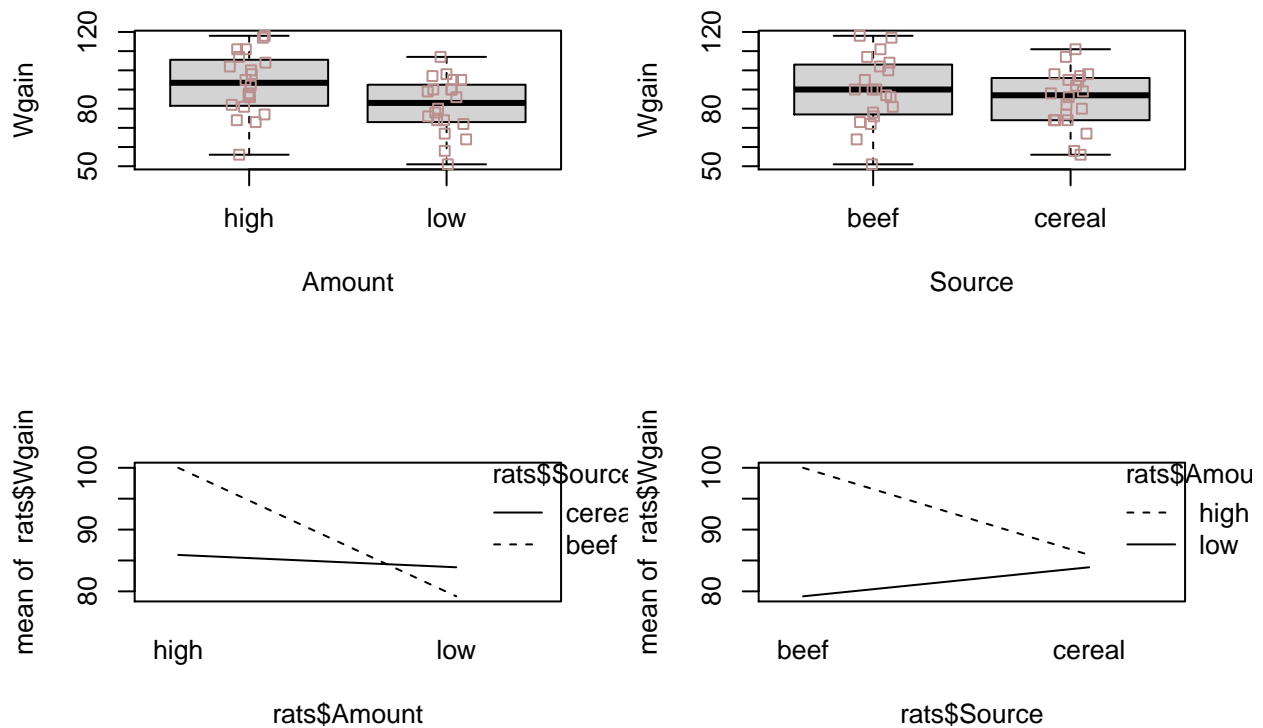 Wgain
120
80
50
high
low
Amount
Wgain
120
80
50
beef
cereal
Source
mean of rats$Wgain
100
90
80
rats$Source
cerea
beef
high
low
rats$Amount
mean of rats$Wgain
100
90
80
rats$Amou
high
low
beef
cereal
rats$Source